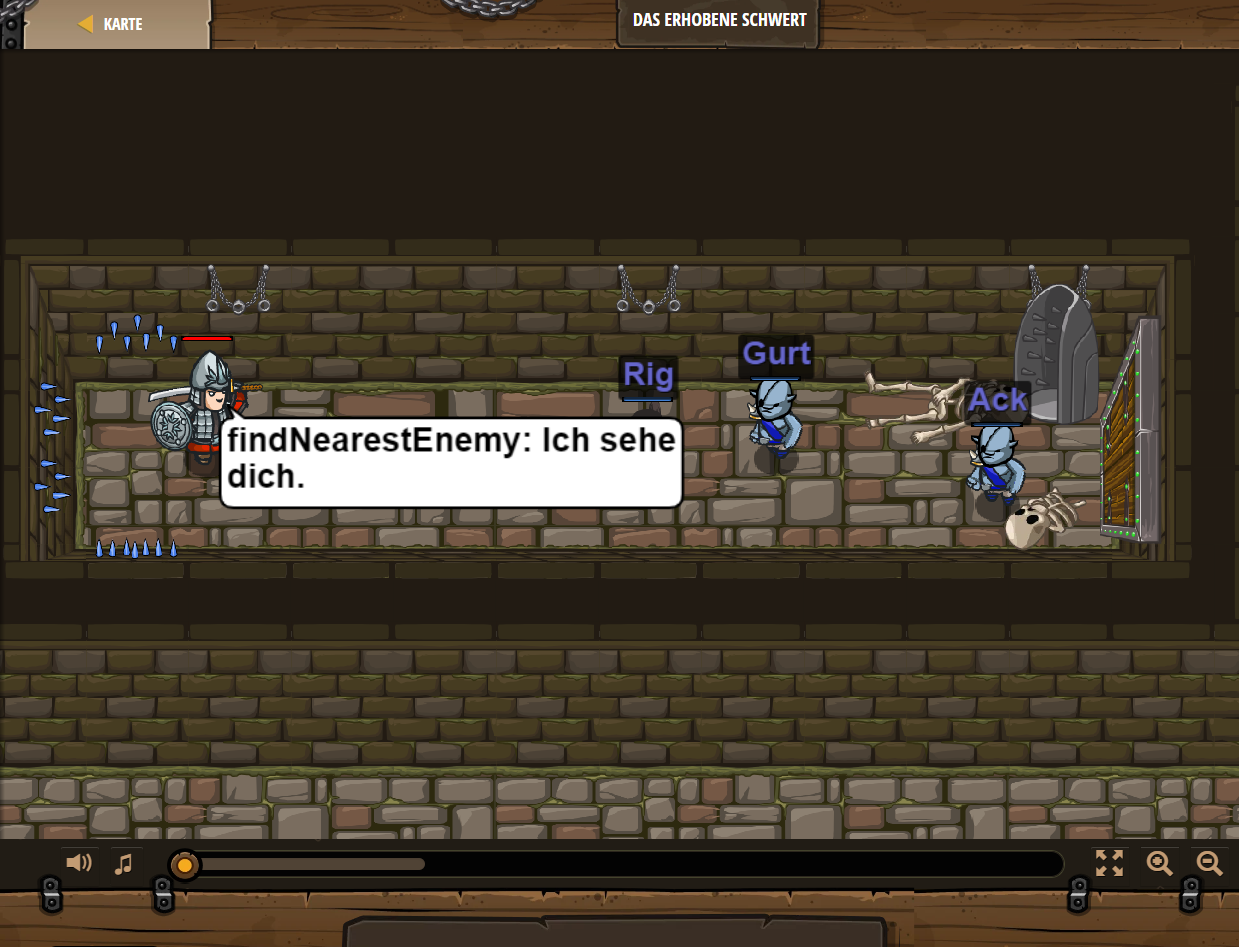 KARTE
DAS ERHOBENE SCHWERT
Gurt
Rig
Ack
findNearestEnemy: Ich sehe
dich.